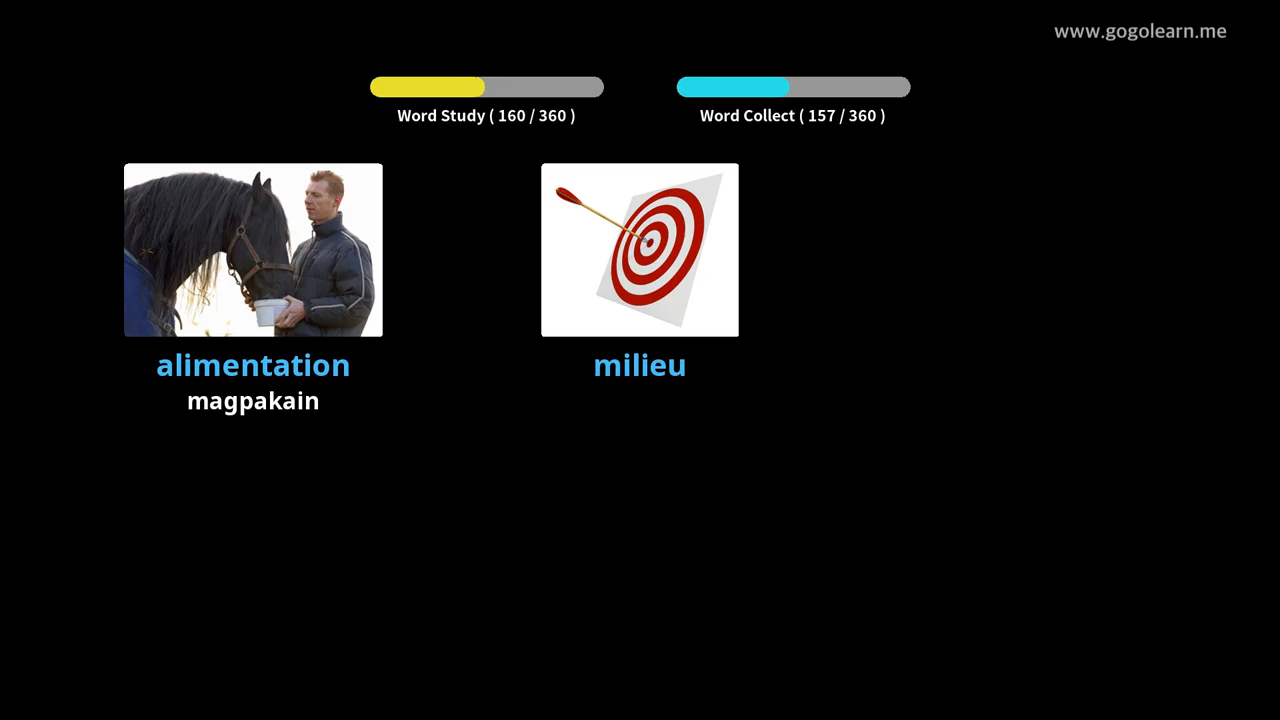 www.gogolearn.me
Word Study ( 160 / 360 )
Word Collect ( 157 / 360 )
alimentation
magpakain
milieu